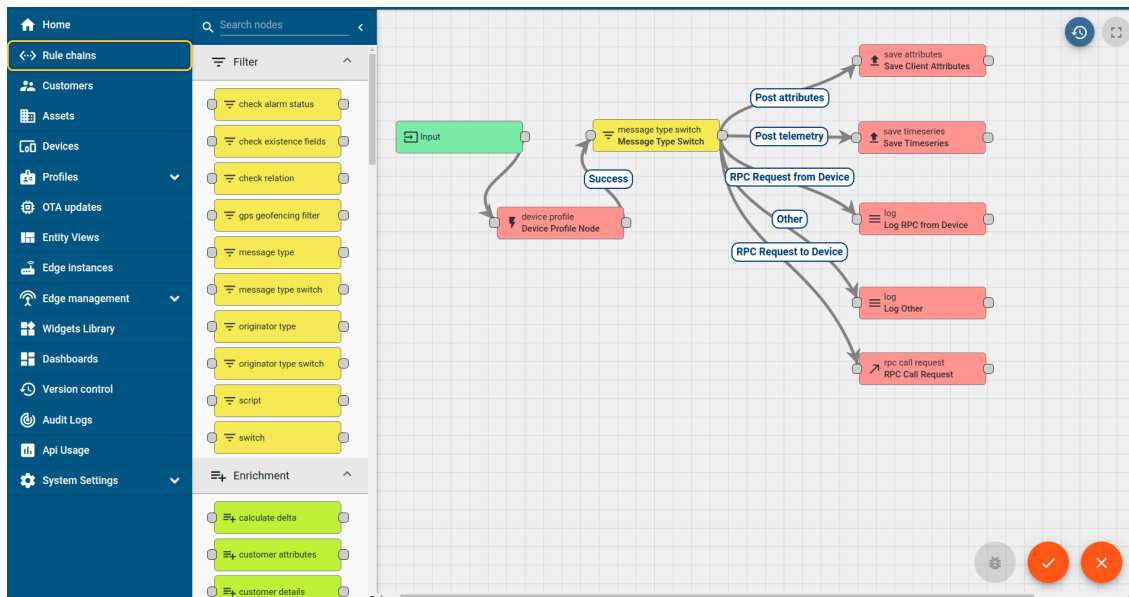 Home
Rule chains
Customers
Assets
Devices
Profiles
OTA updates
Entity Views
Edge instances
Edge management
Widgets Library
Dashboards
Version control
Audit Logs
Api Usage
System Settings
Search nodes
Filter
check alarm status
check existence fields
check relation
gps geofencing filter
message type
message type switch
originator type
originator type switch
script
switch
Enrichment
calculate delta
customer attributes
customer details
Input
device profile
Device Profile Node
Success
message type switch
Message Type Switch
Post attributes
Post telemetry
RPC Request from Device
Other
RPC Request to Device
save attributes
Save Client Attributes
save timeseries
Save Timeseries
log
Log RPC from Device
log
Log Other
rpc call request
RPC Call Request